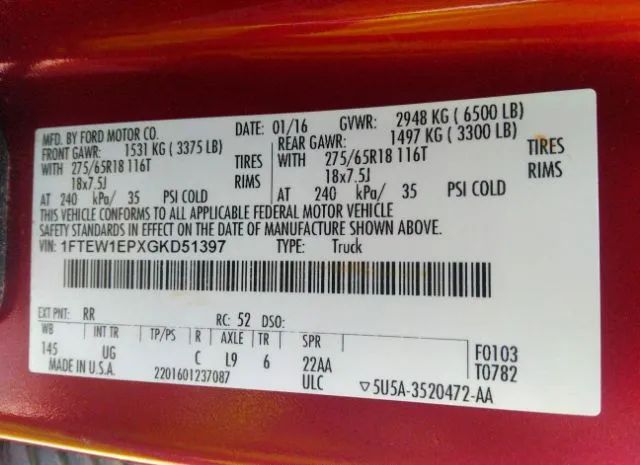 MFD. BY FORD MOTOR CO.
DATE: 01/16 GVWR: 2948 KG ( 6500 LB)
FRONT GAWR: 1531 KG ( 3375 LB) REAR GAWR: 1497 KG ( 3300 LB)
WITH 275/65R18 116T TIRES WITH 275/65R18 116T TIRES
18x7.5J RIMS 18x7.5J RIMS
AT 240 kPa/ 35 PSI COLD AT 240 kPa/ 35 PSI COLD
THIS VEHICLE CONFORMS TO ALL APPLICABLE FEDERAL MOTOR VEHICLE
SAFETY STANDARDS IN EFFECT ON THE DATE OF MANUFACTURE SHOWN ABOVE.
VIN: 1FTEW1EPXGKD51397 TYPE: Truck
EXT PNT: RR RC: 52 DSO:
WB INT TR TP/PS R AXLE TR SPR
145 UG C L9 6 22AA F0103
MADE IN U.S.A. 2201601237087 ULC T0782
▽5U5A-3520472-AA